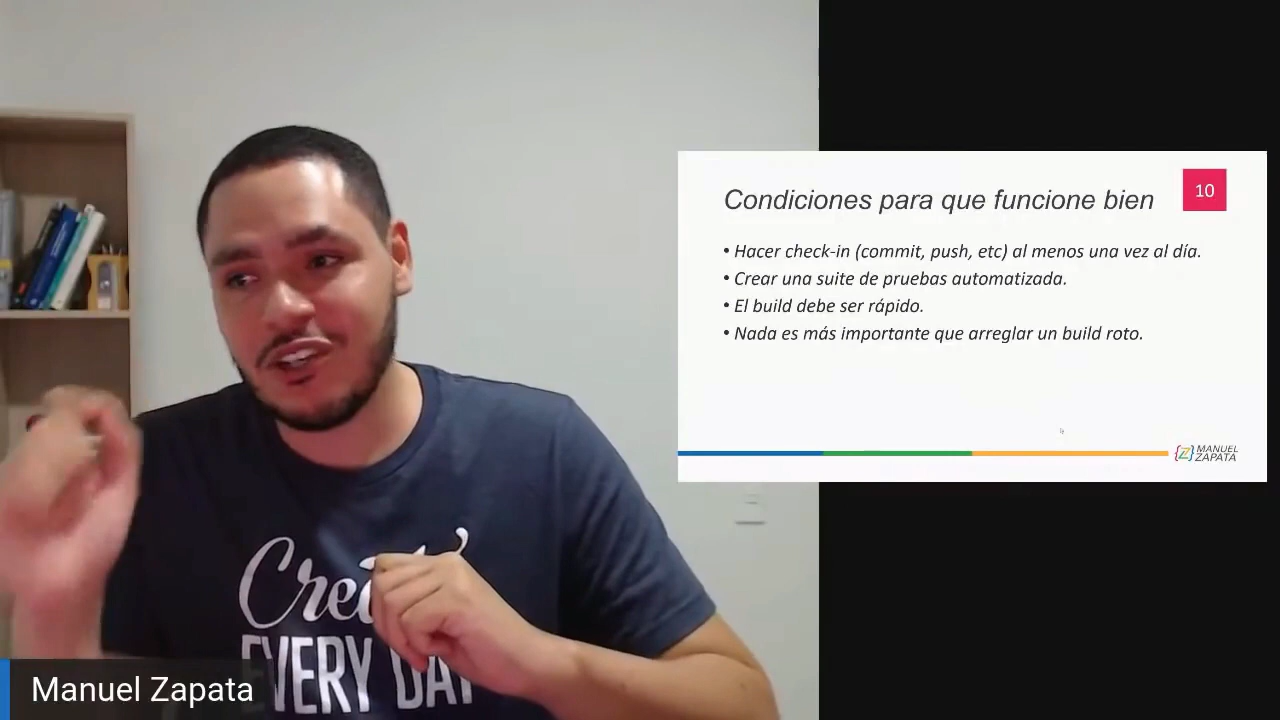 Condiciones para que funcione bien
10
• Hacer check-in (commit, push, etc) al menos una vez al día.
• Crear una suite de pruebas automatizada.
• El build debe ser rápido.
• Nada es más importante que arreglar un build roto.
{Z} MANUEL
ZAPATA
EVERY
Manuel Zapata